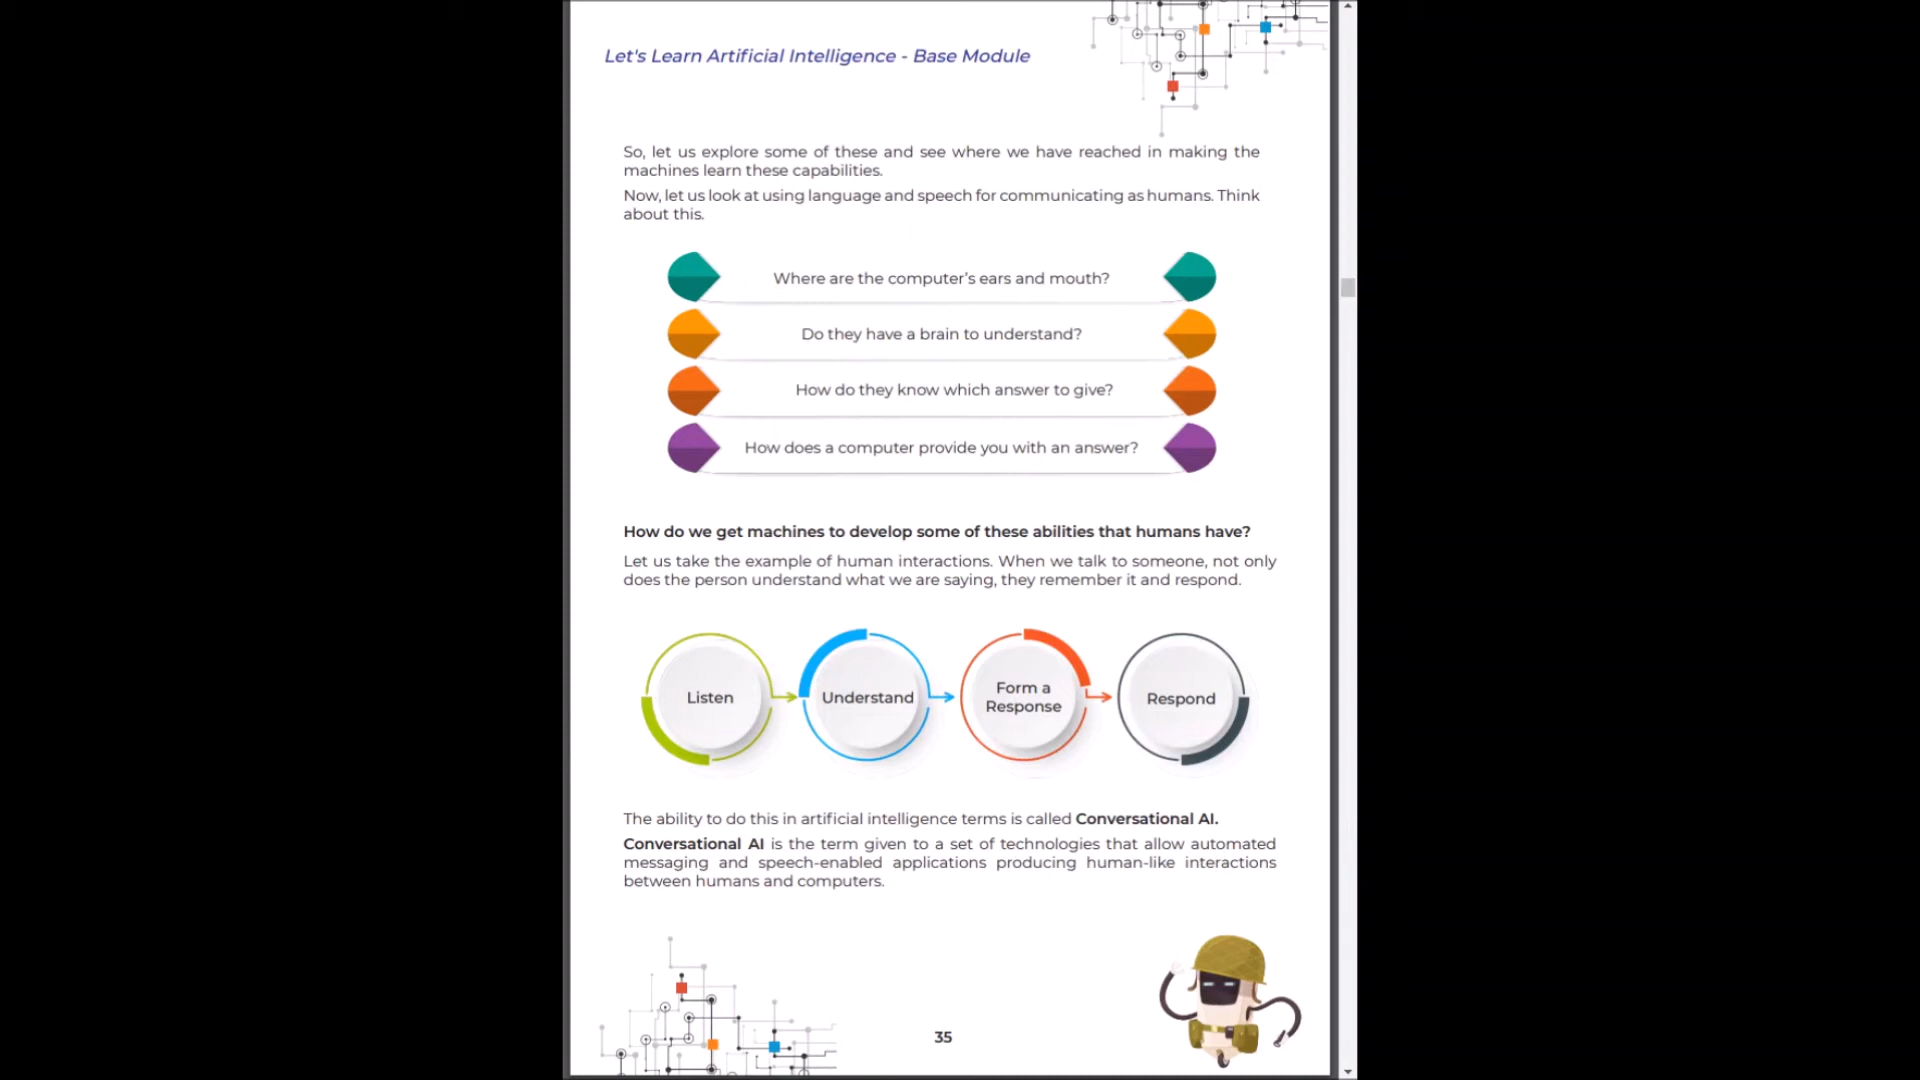 Let's Learn Artificial Intelligence - Base Module
So, let us explore some of these and see where we have reached in making the
machines learn these capabilities.
Now, let us look at using language and speech for communicating as humans. Think
about this.
Where are the computer's ears and mouth?
Do they have a brain to understand?
How do they know which answer to give?
How does a computer provide you with an answer?
How do we get machines to develop some of these abilities that humans have?
Let us take the example of human interactions. When we talk to someone, not only
does the person understand what we are saying, they remember it and respond.
Listen
Understand
Form a
Response
Respond
The ability to do this in artificial intelligence terms is called Conversational AI.
Conversational AI is the term given to a set of technologies that allow automated
messaging and speech-enabled applications producing human-like interactions
between humans and computers.
35